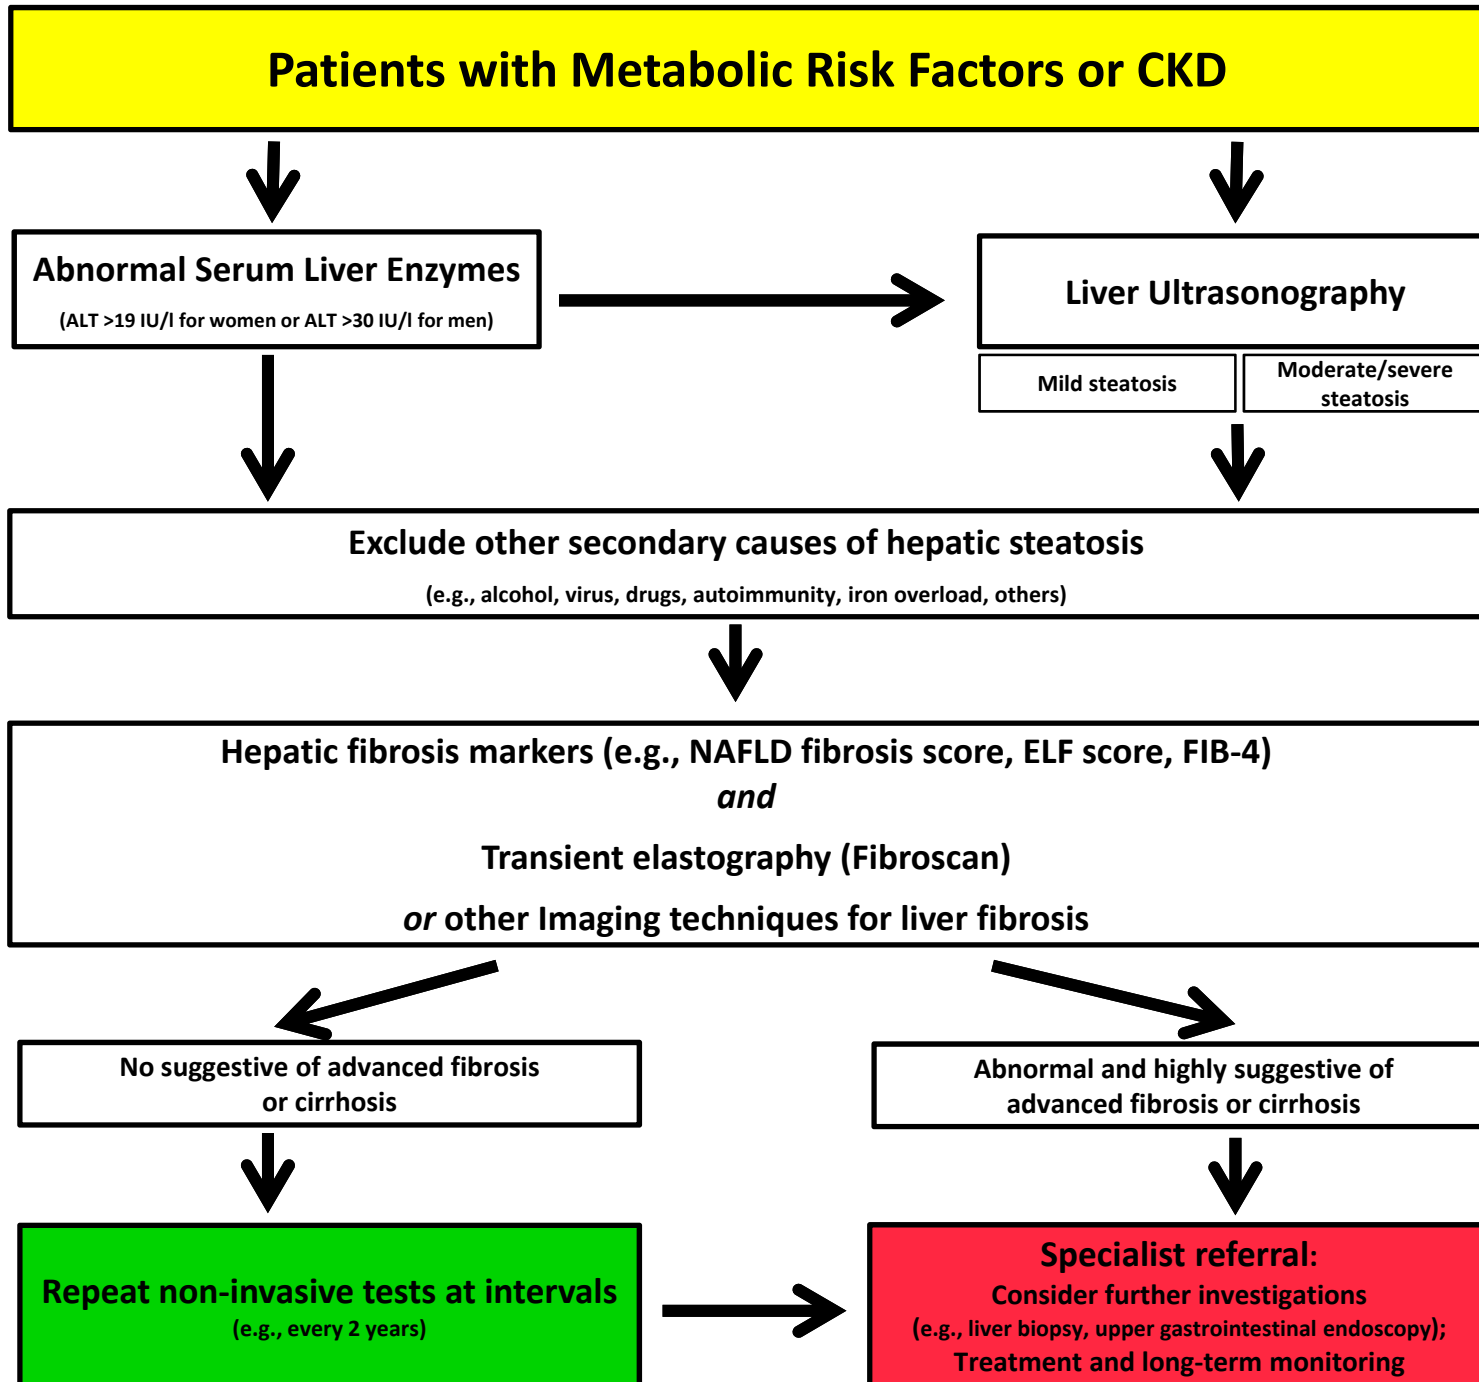 Patients with Metabolic Risk Factors or CKD
Abnormal Serum Liver Enzymes
(ALT >19 IU/l for women or ALT >30 IU/l for men)
Liver Ultrasonography
Mild steatosis
Moderate/severe
steatosis
Exclude other secondary causes of hepatic steatosis
(e.g., alcohol, virus, drugs, autoimmunity, iron overload, others)
Hepatic fibrosis markers (e.g., NAFLD fibrosis score, ELF score, FIB-4)
and
Transient elastography (Fibroscan)
or other Imaging techniques for liver fibrosis
No suggestive of advanced fibrosis
or cirrhosis
Abnormal and highly suggestive of
advanced fibrosis or cirrhosis
Repeat non-invasive tests at intervals
(e.g., every 2 years)
Specialist referral:
Consider further investigations
(e.g., liver biopsy, upper gastrointestinal endoscopy);
Treatment and long-term monitoring